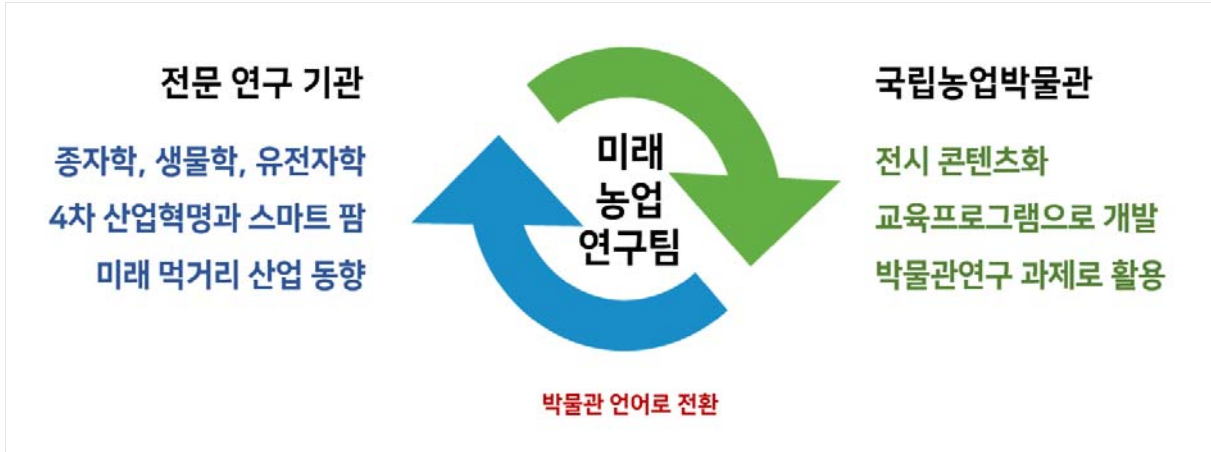 전문 연구 기관
종자학, 생물학, 유전자학
4차 산업혁명과 스마트 팜
미래 먹거리 산업 동향
미래
농업
연구팀
국립농업박물관
전시 콘텐츠화
교육프로그램으로 개발
박물관연구 과제로 활용
박물관 언어로 전환